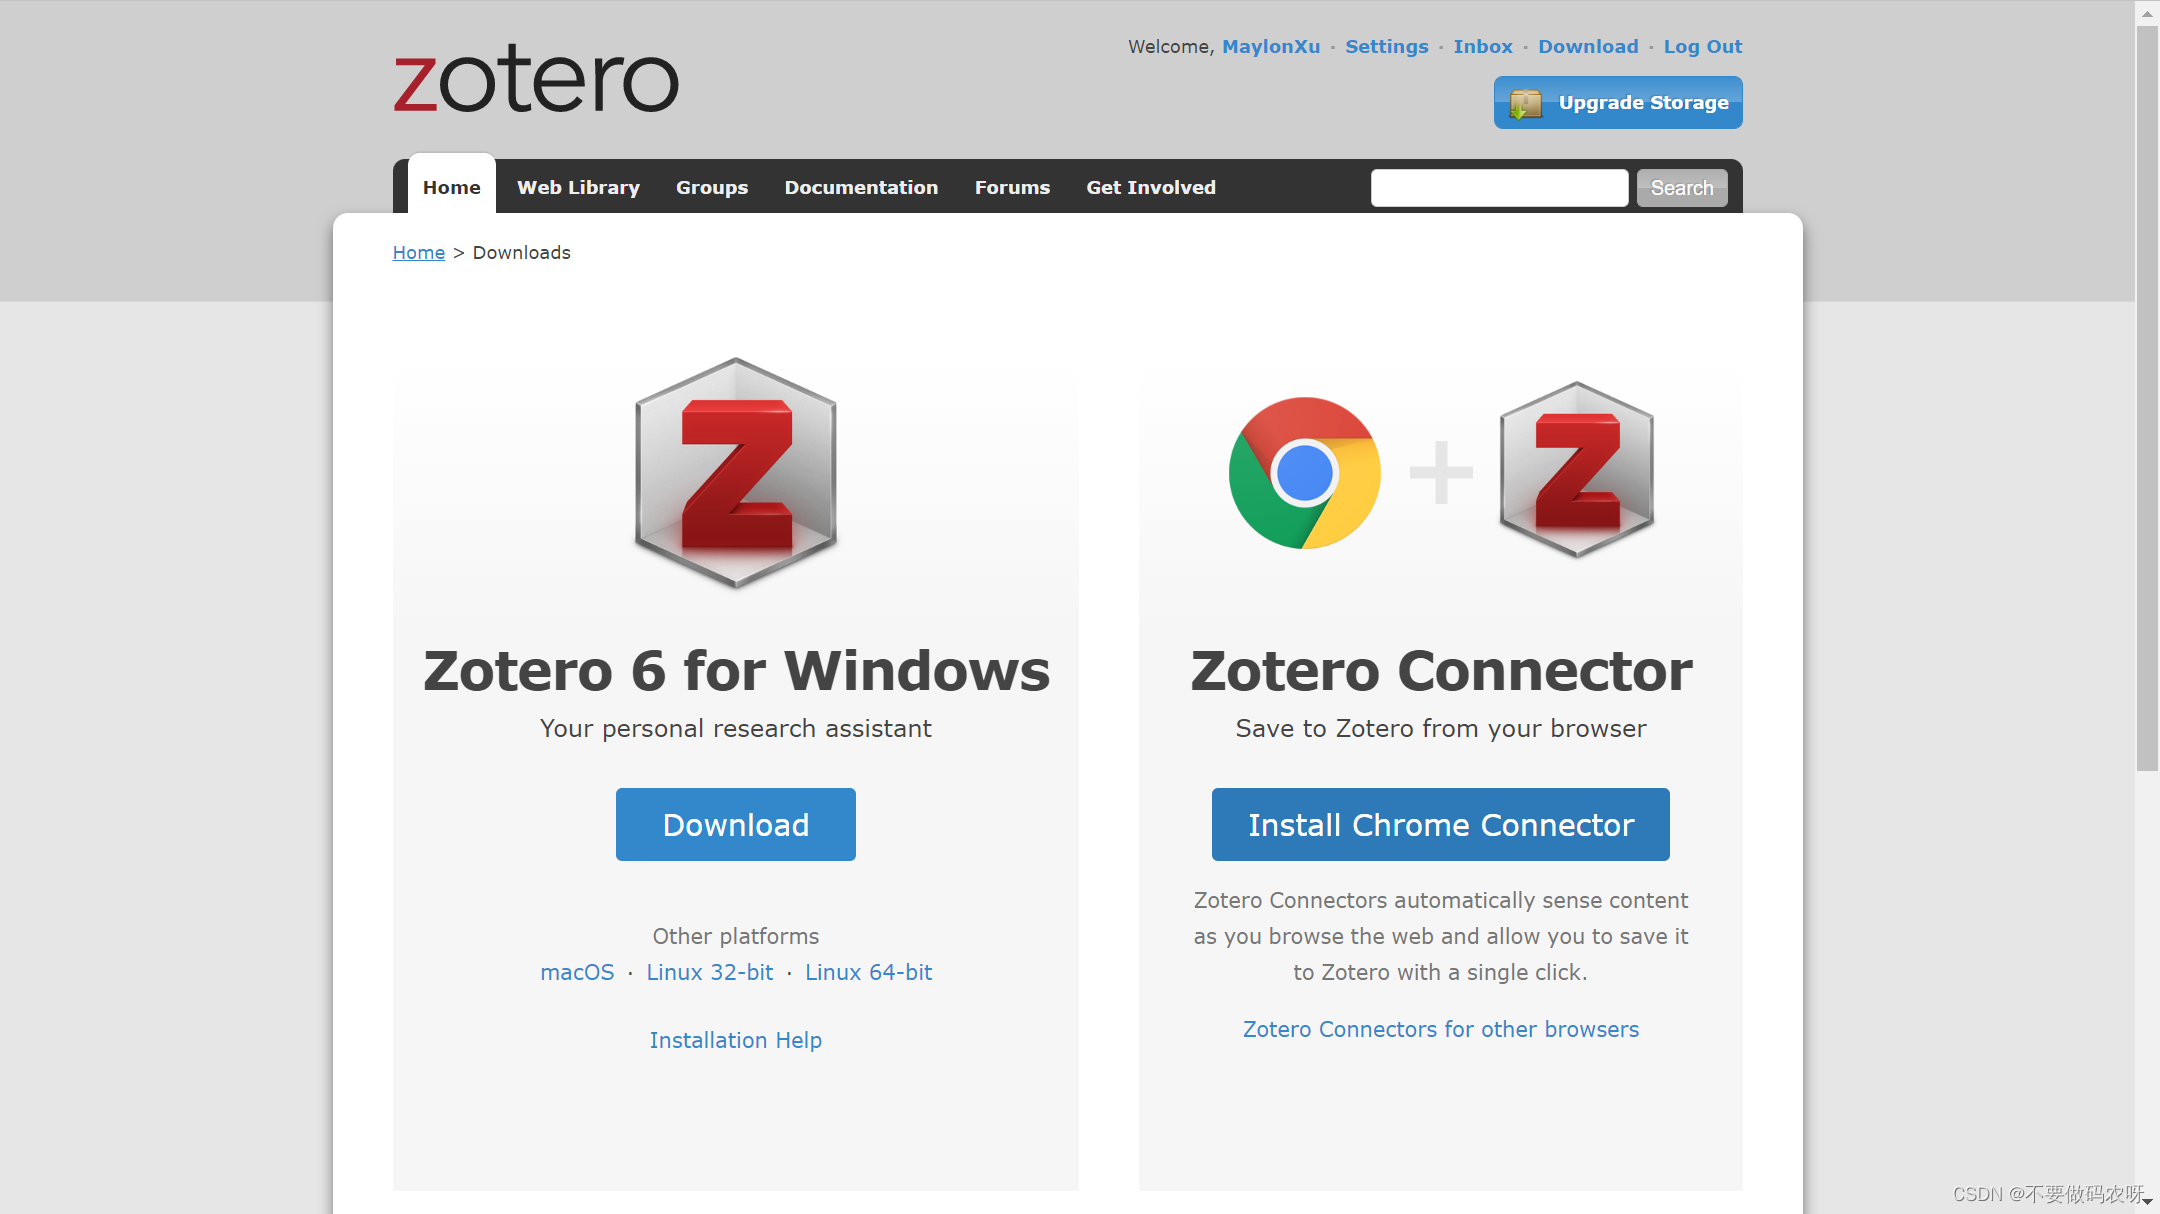 zotero
Welcome, MaylonXu · Settings · Inbox · Download · Log Out
Upgrade Storage
Home Web Library Groups Documentation Forums Get Involved Search
Home > Downloads
Zotero 6 for Windows
Your personal research assistant
Download
Other platforms
macOS · Linux 32-bit · Linux 64-bit
Installation Help
Zotero Connector
Save to Zotero from your browser
Install Chrome Connector
Zotero Connectors automatically sense content
as you browse the web and allow you to save it
to Zotero with a single click.
Zotero Connectors for other browsers
CSDN @不要做码农呀